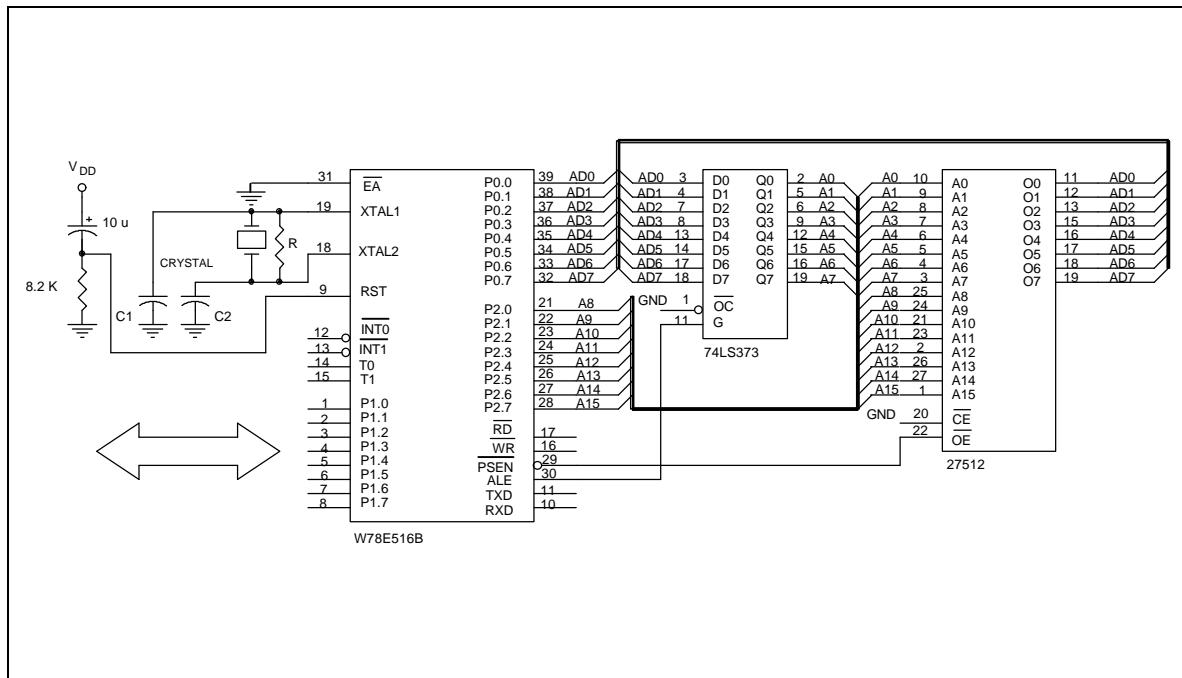 V DD
10 u
8.2 K
C1
CRYSTAL
C2
R
31 EA
19 XTAL1
18 XTAL2
9 RST
12 INT0
13 INT1
14 T0
15 T1
1 P1.0
2 P1.1
3 P1.2
4 P1.3
5 P1.4
6 P1.5
7 P1.6
8 P1.7
P0.0 39 AD0
P0.1 38 AD1
P0.2 37 AD2
P0.3 36 AD3
P0.4 35 AD4
P0.5 34 AD5
P0.6 33 AD6
P0.7 32 AD7
P2.0 21 A8
P2.1 22 A9
P2.2 23 A10
P2.3 24 A11
P2.4 25 A12
P2.5 26 A13
P2.6 27 A14
P2.7 28 A15
RD 17
WR 16
PSEN 29
ALE 30
TXD 11
RXD 10
W78E516B
AD0 3 D0 Q0 2 A0
AD1 4 D1 Q1 5 A1
AD2 7 D2 Q2 6 A2
AD3 8 D3 Q3 9 A3
AD4 13 D4 Q4 12 A4
AD5 14 D5 Q5 15 A5
AD6 17 D6 Q6 16 A6
AD7 18 D7 Q7 19 A7
GND 1 OC
11 G
74LS373
A0 10 A0 O0 11 AD0
A1 9 A1 O1 12 AD1
A2 8 A2 O2 13 AD2
A3 7 A3 O3 15 AD3
A4 6 A4 O4 16 AD4
A5 5 A5 O5 17 AD5
A6 4 A6 O6 18 AD6
A7 3 A7 O7 19 AD7
A8 25 A8
A9 24 A9
A10 21 A10
A11 23 A11
A12 2 A12
A13 26 A13
A14 27 A14
A15 1 A15
GND 20 CE
22 OE
27512